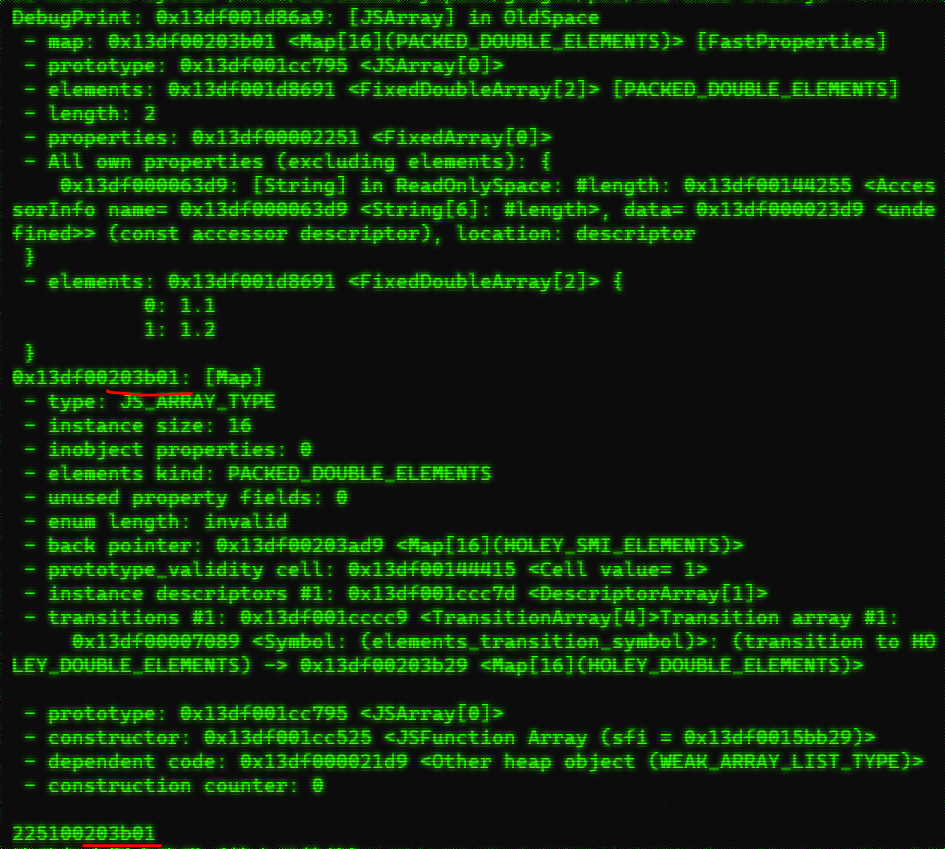 DebugPrint: 0x13df001d86a9: [JSArray] in OldSpace
- map: 0x13df00203b01 <Map[16](PACKED_DOUBLE_ELEMENTS)> [FastProperties]
- prototype: 0x13df001cc795 <JSArray[0]>
- elements: 0x13df001d8691 <FixedDoubleArray[2]> [PACKED_DOUBLE_ELEMENTS]
- length: 2
- properties: 0x13df00002251 <FixedArray[0]>
- All own properties (excluding elements): {
0x13df000063d9: [String] in ReadOnlySpace: #length: 0x13df00144255 <Acces
sorInfo name= 0x13df000063d9 <String[6]: #length>, data= 0x13df000023d9 <unde
fined>> (const accessor descriptor), location: descriptor
}
- elements: 0x13df001d8691 <FixedDoubleArray[2]> {
0: 1.1
1: 1.2
}
0x13df00203b01: [Map]
- type: JS_ARRAY_TYPE
- instance size: 16
- inobject properties: 0
- elements kind: PACKED_DOUBLE_ELEMENTS
- unused property fields: 0
- enum length: invalid
- back pointer: 0x13df00203ad9 <Map[16](HOLEY_SMI_ELEMENTS)>
- prototype_validity cell: 0x13df00144415 <Cell value= 1>
- instance descriptors #1: 0x13df001ccc7d <DescriptorArray[1]>
- transitions #1: 0x13df001cccc9 <TransitionArray[4]>Transition array #1:
0x13df00007089 <Symbol: (elements_transition_symbol)>: (transition to HO
LEY_DOUBLE_ELEMENTS) -> 0x13df00203b29 <Map[16](HOLEY_DOUBLE_ELEMENTS)>
- prototype: 0x13df001cc795 <JSArray[0]>
- constructor: 0x13df001cc525 <JSFunction Array (sfi = 0x13df0015bb29)>
- dependent code: 0x13df000021d9 <Other heap object (WEAK_ARRAY_LIST_TYPE)>
- construction counter: 0
225100203b01